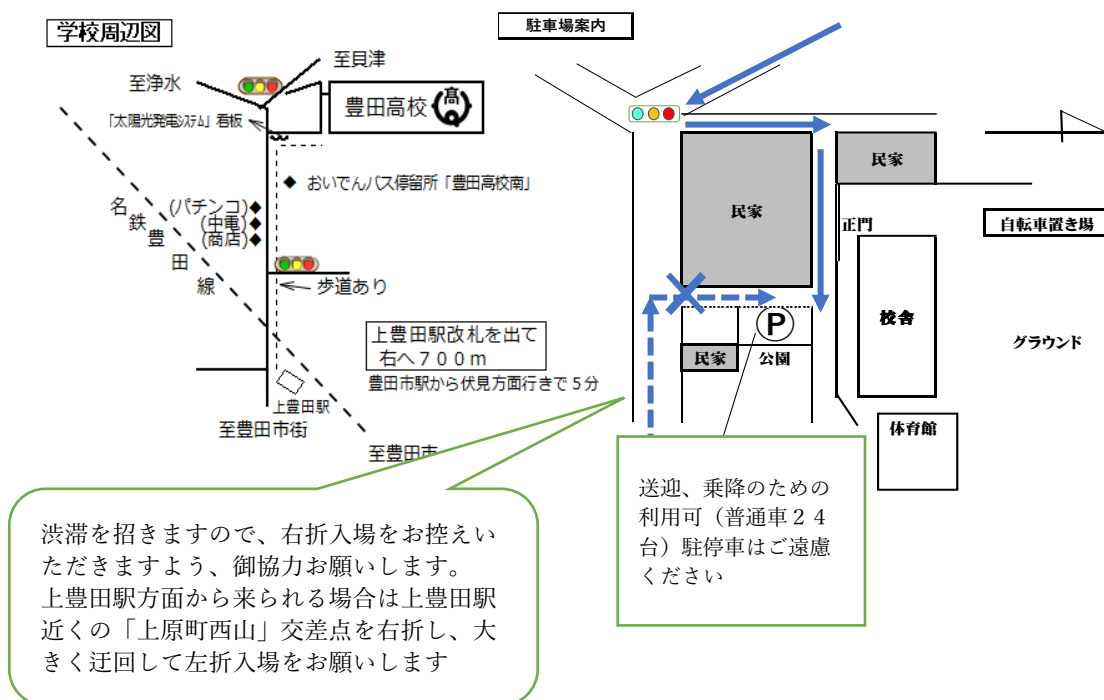 学校周辺図
至浄水
至貝津
豊田高校
高
「太陽光発電システム」看板
◆ おいでんバス停留所「豊田高校南」
(パチンコ)◆
(中電)◆
(商店)◆
名鉄豊田線
歩道あり
上豊田駅改札を出て
右へ700m
豊田市駅から伏見方面行きで5分
上豊田駅
至豊田市街
至豊田市
駐車場案内
民家
民家
正門
自転車置き場
校舎
P
民家
公園
グラウンド
体育館
渋滞を招きますので、右折入場をお控えい
ただきますよう、御協力お願いします。
上豊田駅方面から来られる場合は上豊田駅
近くの「上原町西山」交差点を右折し、大
きく迂回して左折入場をお願いします
送迎、乗降のための
利用可（普通車24
台）駐停車はご遠慮
ください